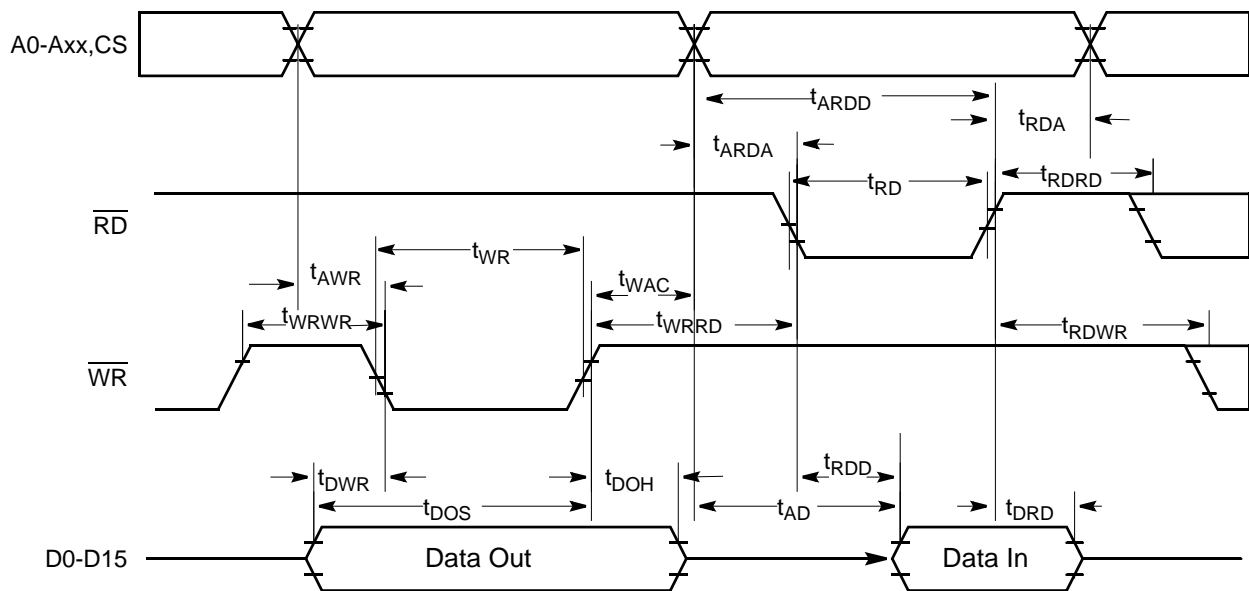 A0-Axx,CS
tARDD
tRDA
tARDA
tRD
tRDRD
RD
tWR
tAWR
tWAC
tWRWR
tWRRD
tRDWR
WR
tRDD
tDWR
tDOH
tDOS
tAD
tDRD
D0-D15
Data Out
Data In